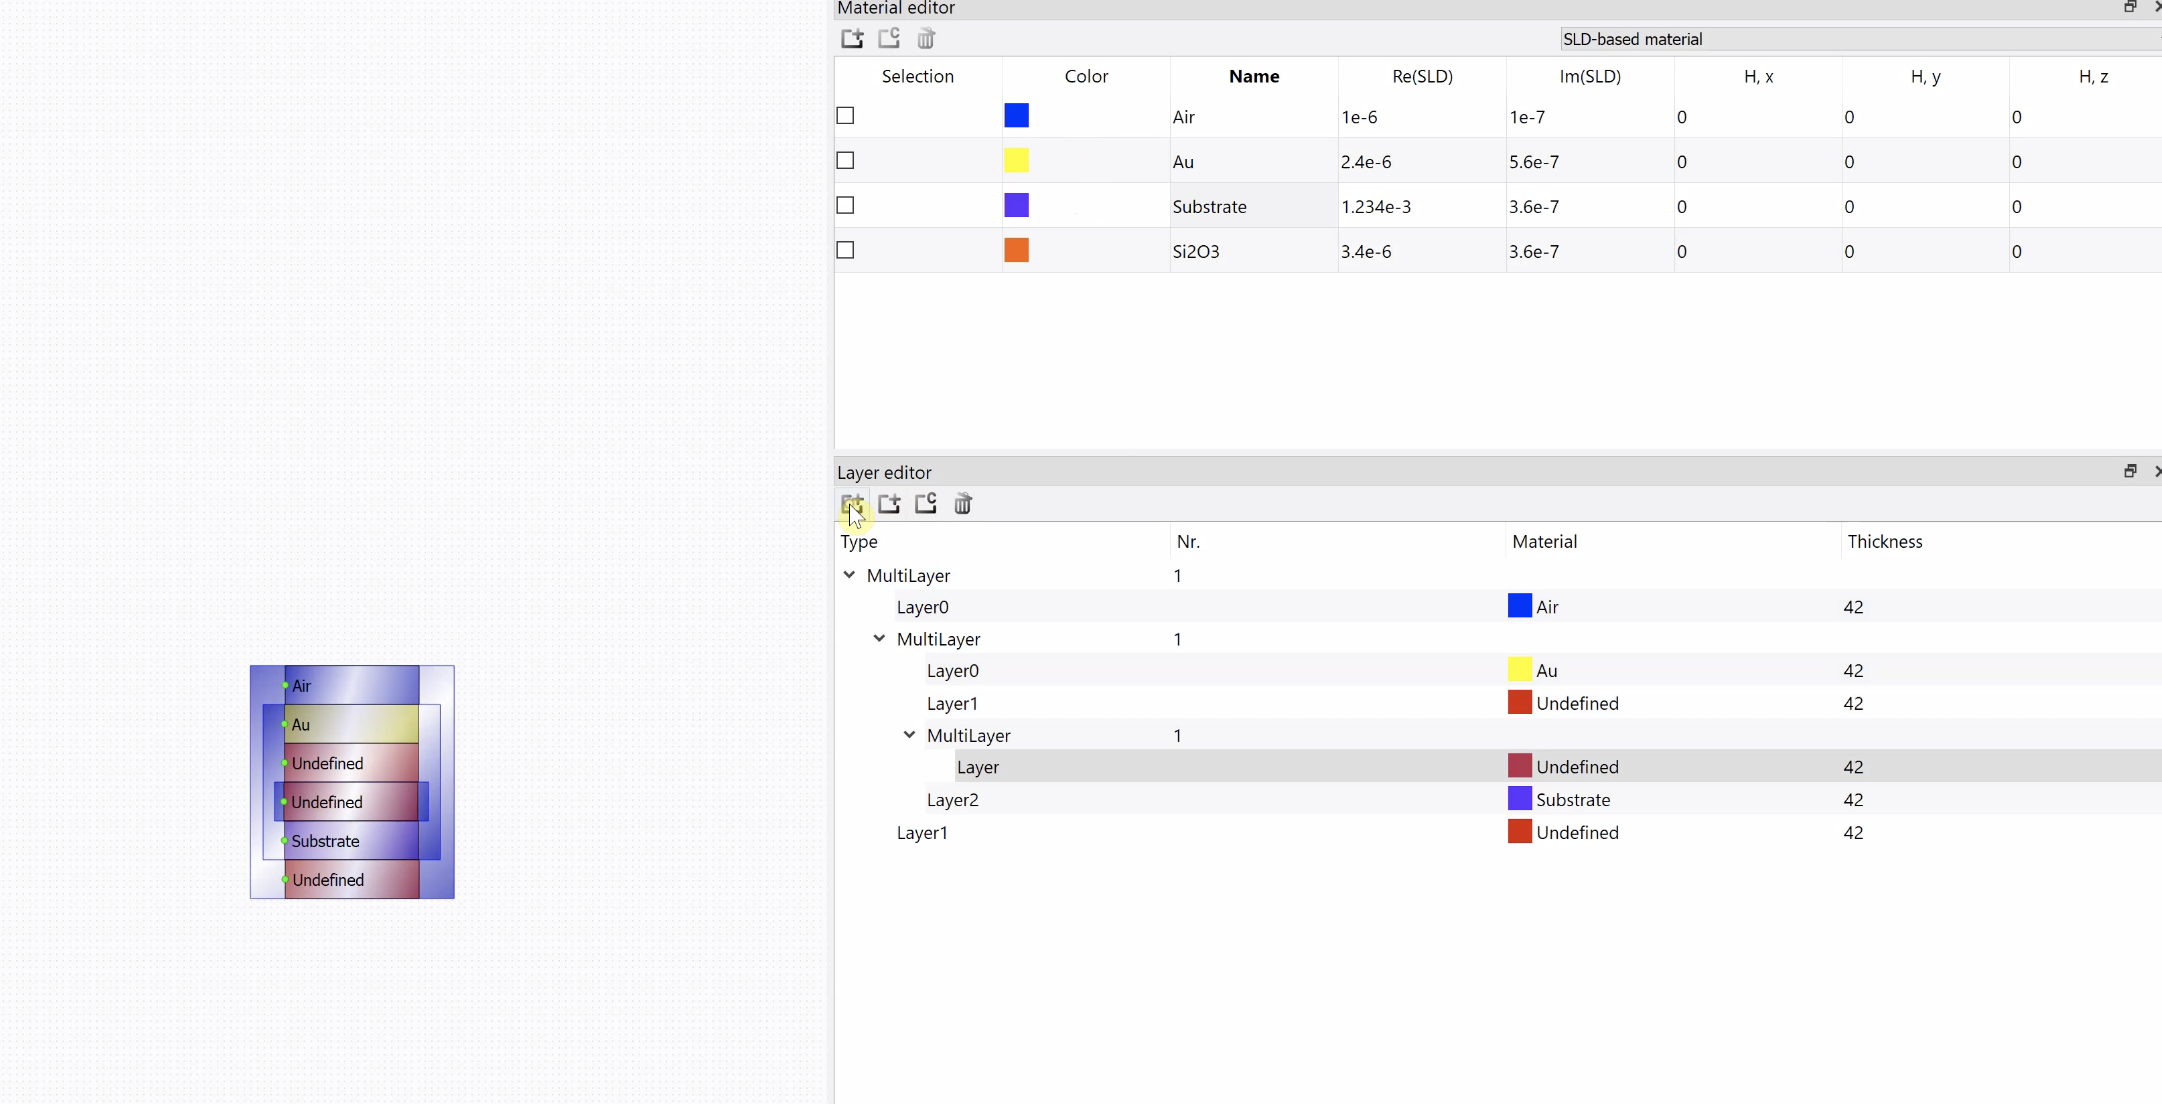 Material editor
SLD-based material
Selection Color Name Re(SLD) Im(SLD) H, x H, y H, z
Air 1e-6 1e-7 0 0 0
Au 2.4e-6 5.6e-7 0 0 0
Substrate 1.234e-3 3.6e-7 0 0 0
Si2O3 3.4e-6 3.6e-7 0 0 0
Layer editor
Type Nr. Material Thickness
MultiLayer 1
Layer0 Air 42
MultiLayer 1
Layer0 Au 42
Layer1 Undefined 42
MultiLayer 1
Layer Undefined 42
Layer2 Substrate 42
Layer1 Undefined 42
Air
Au
Undefined
Undefined
Substrate
Undefined